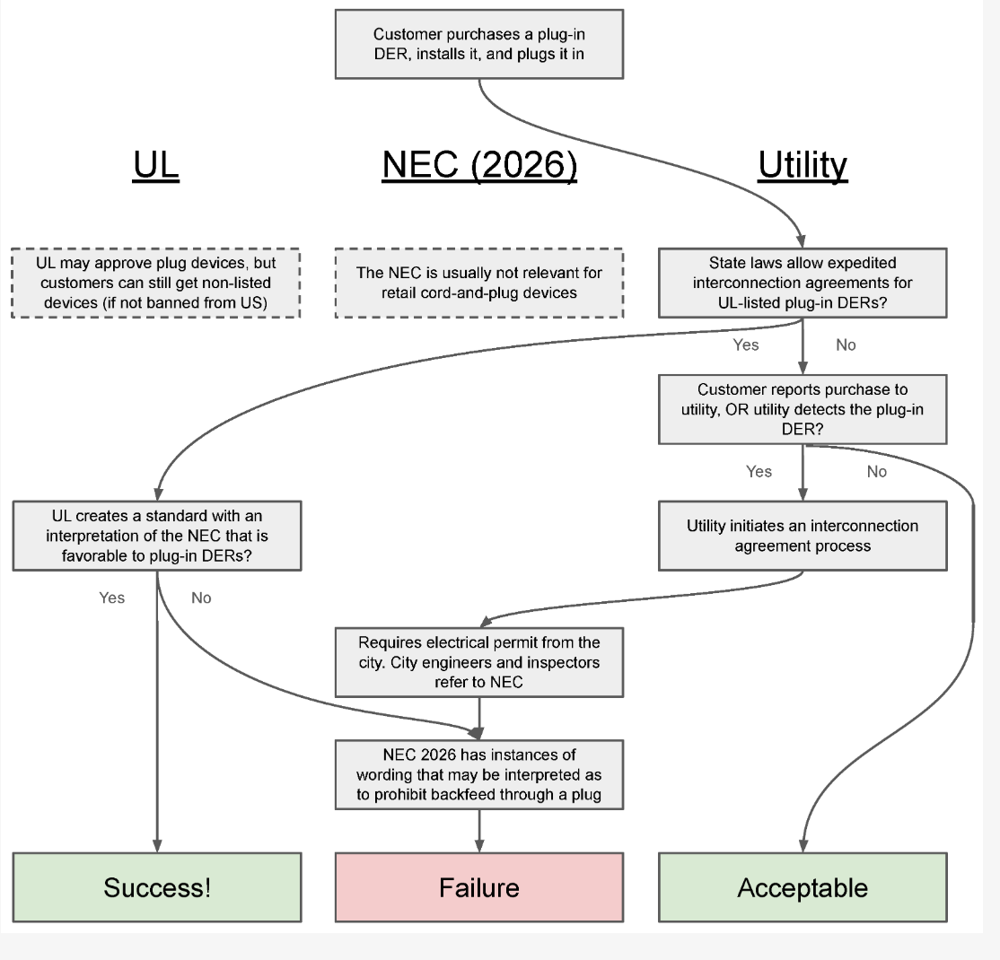 Customer purchases a plug-in
DER, installs it, and plugs it in
UL
NEC (2026)
Utility
UL may approve plug devices, but
customers can still get non-listed
devices (if not banned from US)
The NEC is usually not relevant for
retail cord-and-plug devices
State laws allow expedited
interconnection agreements for
UL-listed plug-in DERs?
Yes
No
Customer reports purchase to
utility, OR utility detects the plug-in
DER?
Yes
No
UL creates a standard with an
interpretation of the NEC that is
favorable to plug-in DERs?
Utility initiates an interconnection
agreement process
Yes
No
Requires electrical permit from the
city. City engineers and inspectors
refer to NEC
NEC 2026 has instances of
wording that may be interpreted as
to prohibit backfeed through a plug
Success!
Failure
Acceptable